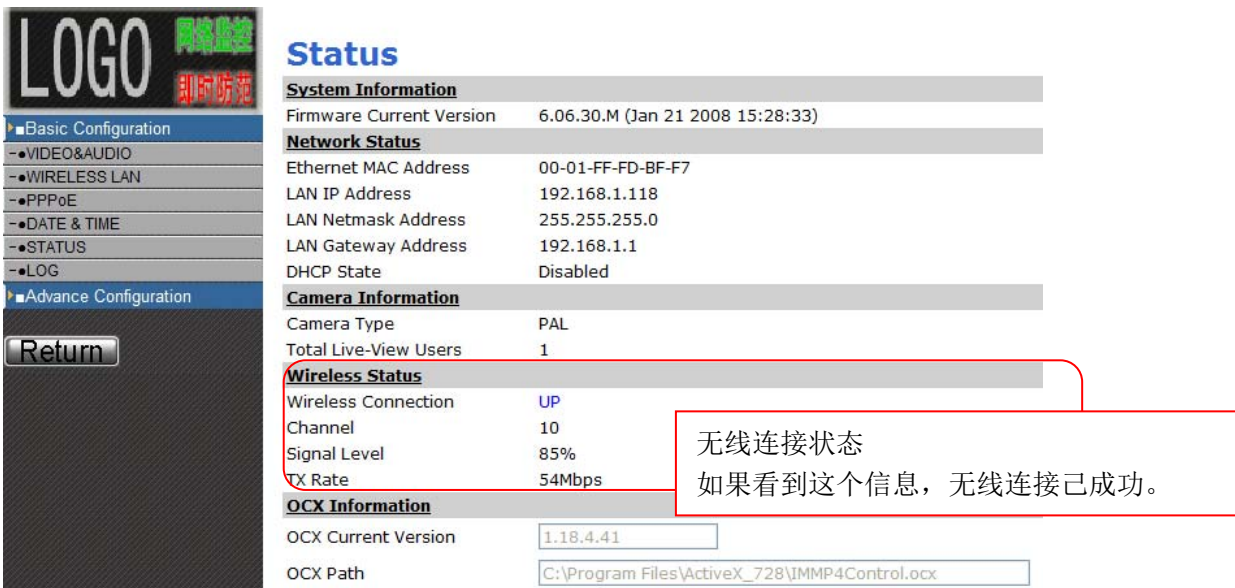 LOGO 网络监控
即时防范
▪Basic Configuration
-●VIDEO&AUDIO
-●WIRELESS LAN
-●PPPoE
-●DATE & TIME
-●STATUS
-●LOG
▪Advance Configuration
Return
Status
System Information
Firmware Current Version 6.06.30.M (Jan 21 2008 15:28:33)
Network Status
Ethernet MAC Address 00-01-FF-FD-BF-F7
LAN IP Address 192.168.1.118
LAN Netmask Address 255.255.255.0
LAN Gateway Address 192.168.1.1
DHCP State Disabled
Camera Information
Camera Type PAL
Total Live-View Users 1
Wireless Status
Wireless Connection UP
Channel 10
Signal Level 85%
TX Rate 54Mbps
无线连接状态
如果看到这个信息，无线连接己成功。
OCX Information
OCX Current Version 1.18.4.41
OCX Path C:\Program Files\ActiveX_728\IMMP4Control.ocx